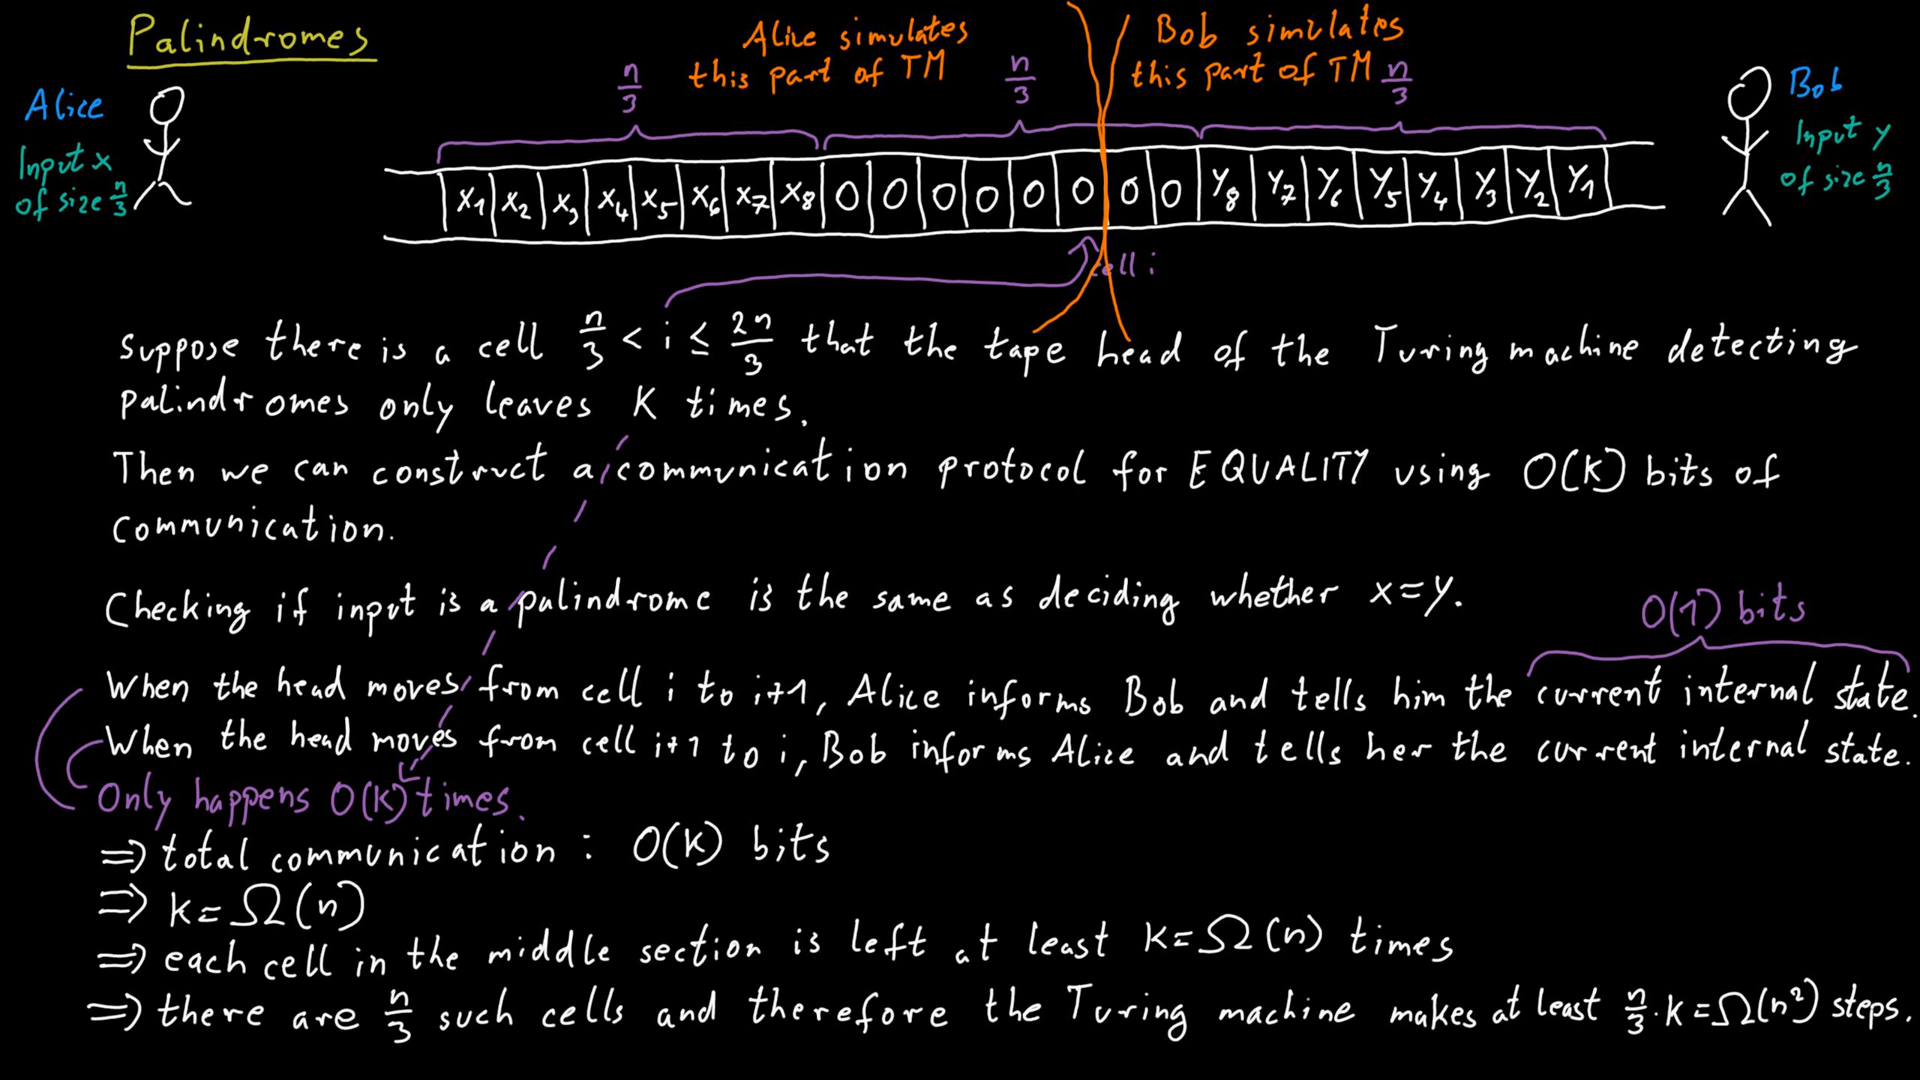 Palindromes
Alice simulates
this part of TM
Bob simulates
this part of TM
n/3
n/3
n/3
Alice
Input x
of size n/3
Bob
Input y
of size n/3
x1 x2 x3 x4 x5 x6 x7 x8 0 0 0 0 0 0 0 0 y8 y7 y6 y5 y4 y3 y2 y1
cell i
Suppose there is a cell n/3 < i ≤ 2n/3 that the tape head of the Turing machine detecting
palindromes only leaves K times.
Then we can construct a communication protocol for EQUALITY using O(K) bits of
communication.
Checking if input is a palindrome is the same as deciding whether x=y.
O(1) bits
When the head moves from cell i to i+1, Alice informs Bob and tells him the current internal state.
When the head moves from cell i+1 to i, Bob informs Alice and tells her the current internal state.
Only happens O(K) times.
⇒ total communication: O(K) bits
⇒ K=Ω(n)
⇒ each cell in the middle section is left at least K=Ω(n) times
⇒ there are n/3 such cells and therefore the Turing machine makes at least n/3·K=Ω(n²) steps.